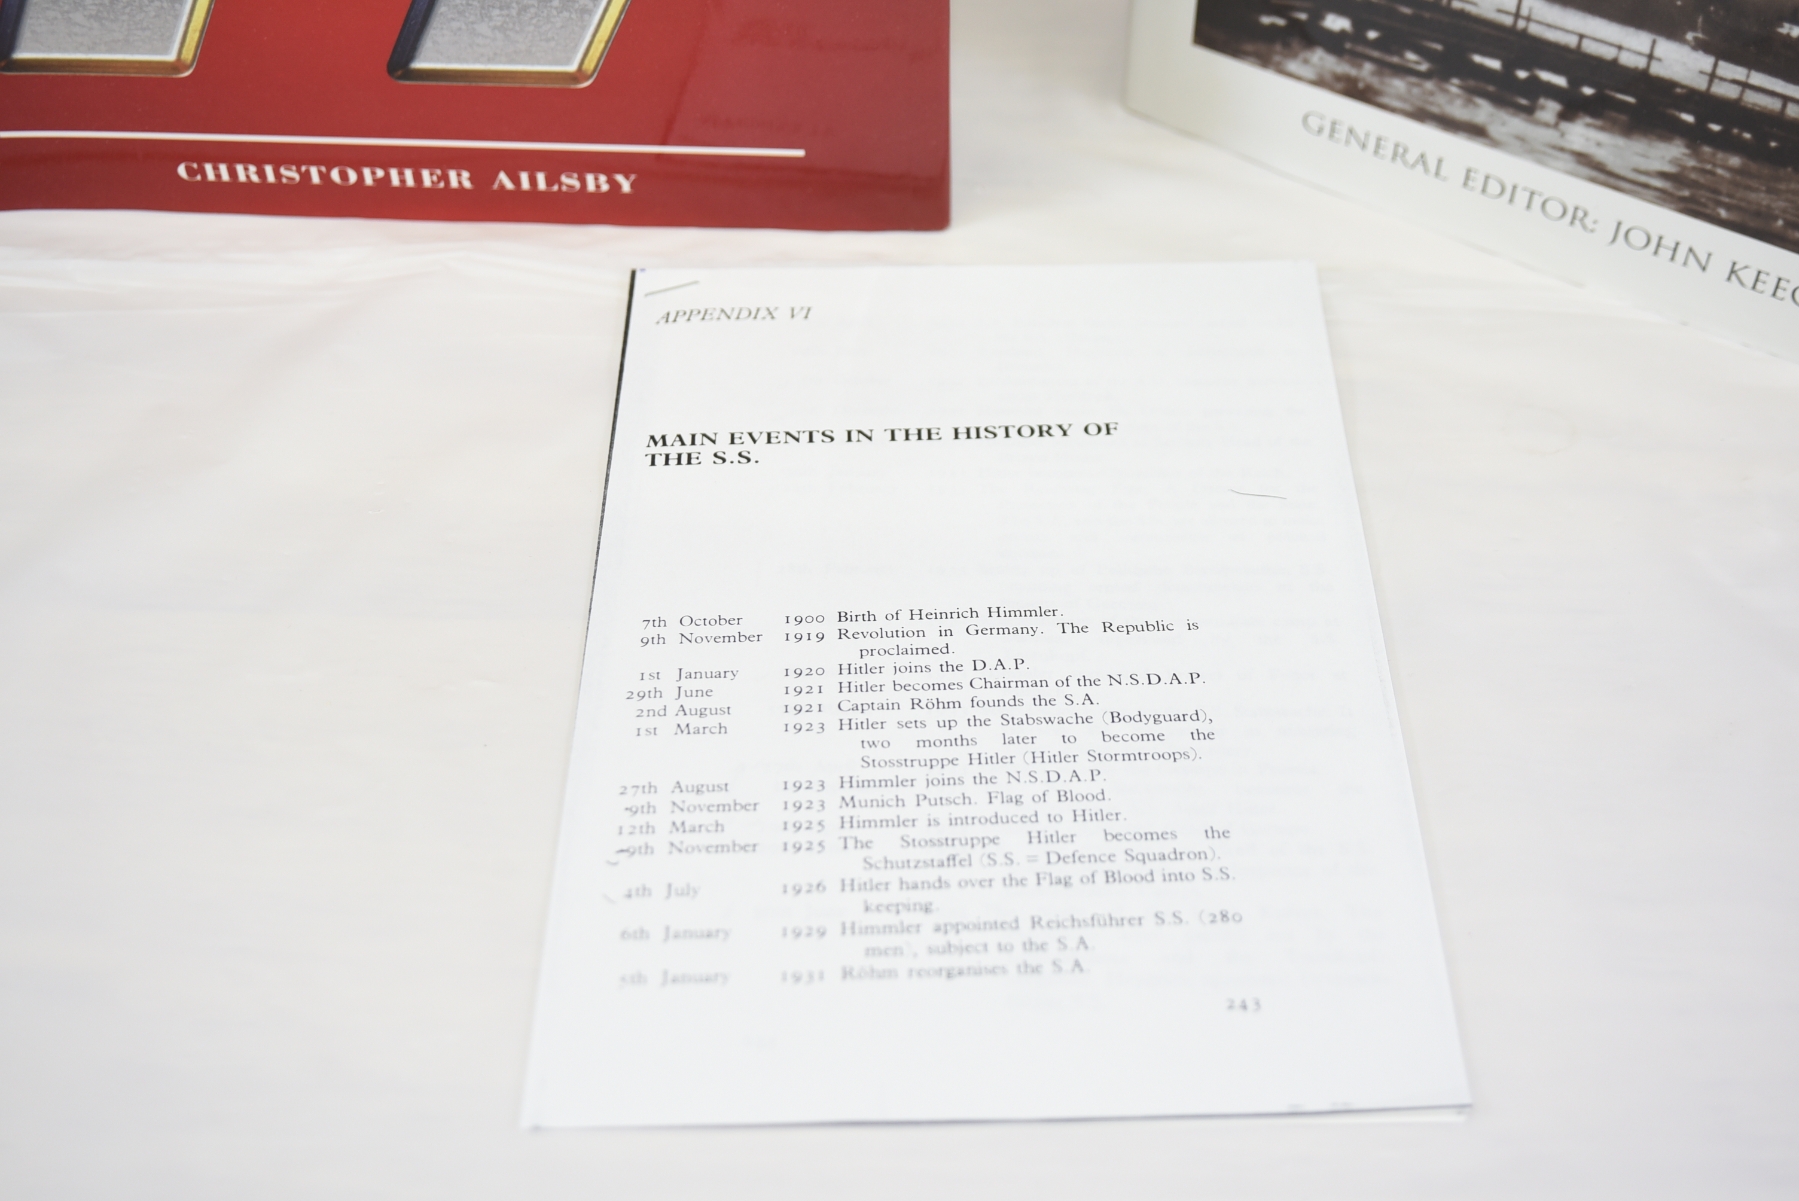 CHRISTOPHER AILSBY
GENERAL EDITOR: JOHN
APPENDIX VI
MAIN EVENTS IN THE HISTORY OF
THE S.S.
7th October 1900 Birth of Heinrich Himmler.
9th November 1919 Revolution in Germany. The Republic is
proclaimed.
1st January 1920 Hitler joins the D.A.P.
29th June 1921 Hitler becomes Chairman of the N.S.D.A.P.
2nd August 1921 Captain Röhm founds the S.A.
1st March 1923 Hitler sets up the Stabswache (Bodyguard),
two months later to become the
Stosstruppe Hitler (Hitler Stormtroops).
27th August 1923 Himmler joins the N.S.D.A.P.
9th November 1923 Munich Putsch. Flag of Blood.
12th March 1925 Himmler is introduced to Hitler.
9th November 1925 The Stosstruppe Hitler becomes the
Schutzstaffel (S.S. = Defence Squadron).
4th July 1926 Hitler hands over the Flag of Blood into S.S.
keeping.
6th January 1929 Himmler appointed Reichsführer S.S. (280
men), subject to the S.A.
5th January 1931 Röhm reorganises the S.A.
243